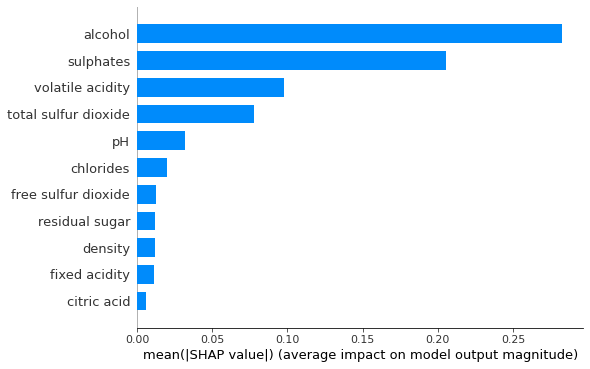 alcohol
sulphates
volatile acidity
total sulfur dioxide
pH
chlorides
free sulfur dioxide
residual sugar
density
fixed acidity
citric acid
0.00 0.05 0.10 0.15 0.20 0.25
mean(|SHAP value|) (average impact on model output magnitude)